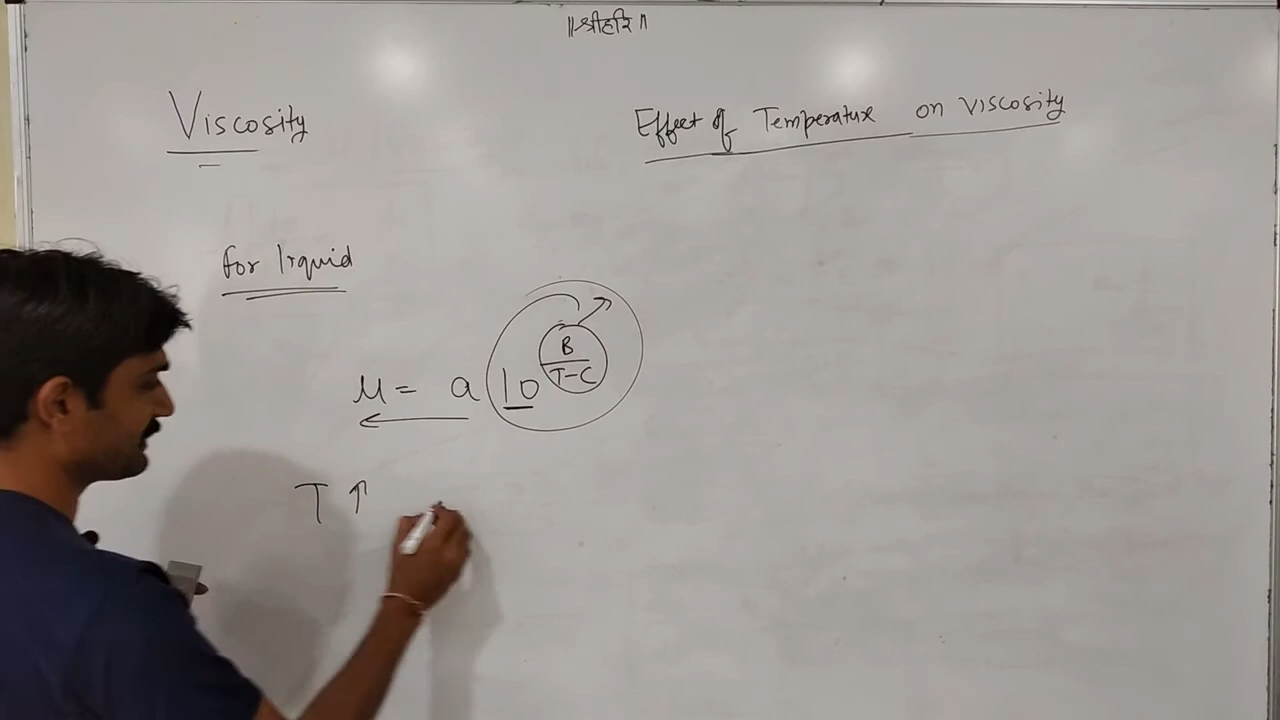 ॥श्रीहरि॥
Viscosity
Effect of Temperature on viscosity
for liquid
μ = a 10^(B/(T-C))
T ↑